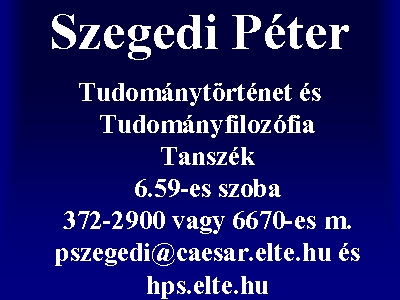 Szegedi Péter
Tudománytörténet és
Tudományfilozófia
Tanszék
6.59-es szoba
372-2900 vagy 6670-es m.
pszegedi@caesar.elte.hu és
hps.elte.hu